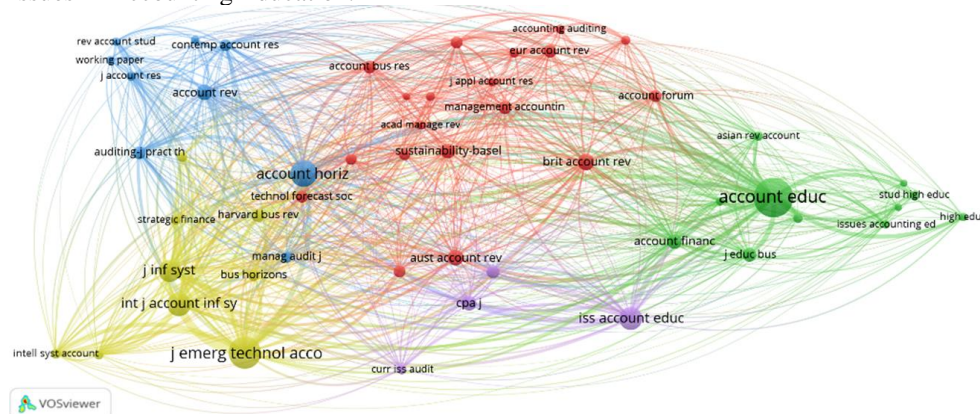 accounting auditing
rev account stud
contemp account res
eur account rev
working paper
account bus res
j account res
j appl account res
account rev
account forum
management accountin
acad manage rev
asian rev account
auditing-j pract th
sustainability-basel
brit account rev
account horiz
technol forecast soc
account educ
stud high educ
strategic finance
harvard bus rev
high edu
issues accounting ed
account financ
manag audit j
aust account rev
j educ bus
j inf syst
bus horizons
int j account inf sy
cpa j
iss account educ
intell syst account
j emerg technol acco
curr iss audit
VOSviewer